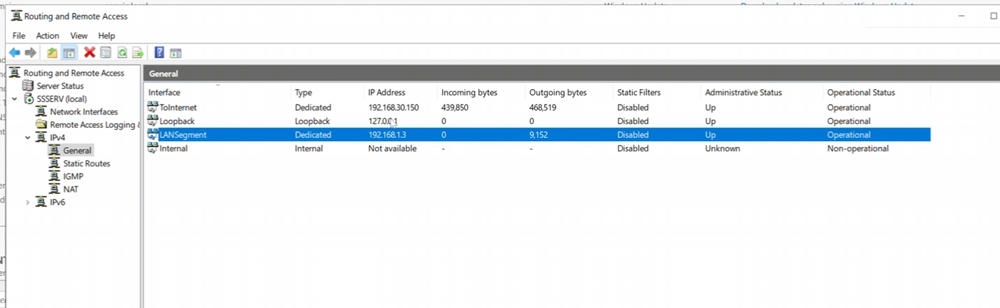 Routing and Remote Access
File Action View Help
Routing and Remote Access
Server Status
SSSERV (local)
Network Interfaces
Remote Access Logging &
IPv4
General
Static Routes
IGMP
NAT
IPv6
General
Interface Type IP Address Incoming bytes Outgoing bytes Static Filters Administrative Status Operational Status
ToInternet Dedicated 192.168.30.150 439,850 468,519 Disabled Up Operational
Loopback Loopback 127.0.0.1 0 0 Disabled Up Operational
LANSegment Dedicated 192.168.1.3 0 9,152 Disabled Up Operational
Internal Internal Not available - - Disabled Unknown Non-operational